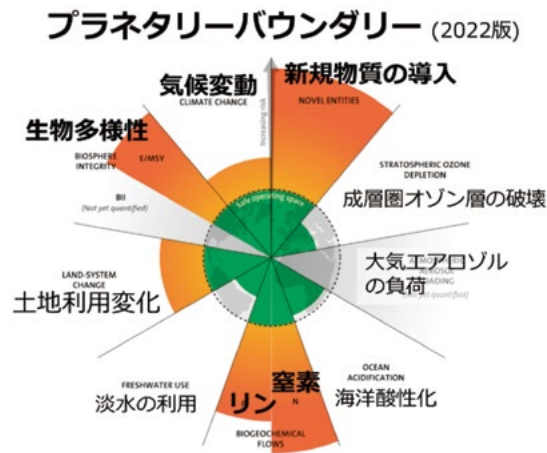 プラネタリーバウンダリー (2022版)
気候変動
CLIMATE CHANGE
Increasing risk
新規物質の導入
NOVEL ENTITIES
生物多様性
BIOSPHERE
INTEGRITY
E/MSY
BII
(Not yet quantified)
STRATOSPHERIC OZONE
DEPLETION
成層圏オゾン層の破壊
Safe operating space
大気エアロゾル
の負荷
AEROSOL
LAND-SYSTEM
CHANGE
土地利用変化
FRESHWATER USE
淡水の利用
リン
窒素
N
BIOGEOCHEMICAL
FLOWS
OCEAN
ACIDIFICATION
海洋酸性化